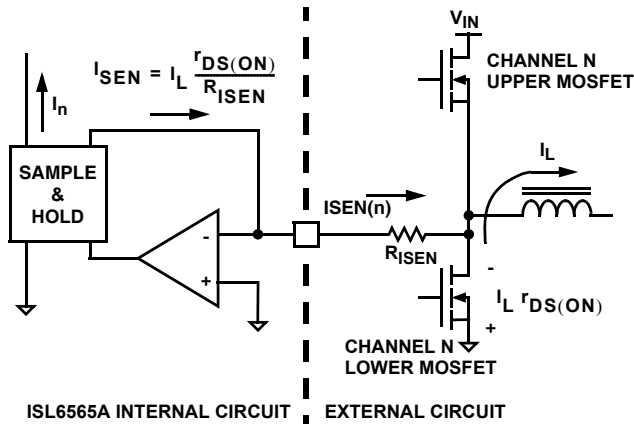 V_IN
I_SEN = I_L r_DS(ON) / R_ISEN
CHANNEL N
UPPER MOSFET
I_n
I_L
SAMPLE
&
HOLD
ISEN(n)
-
+
R_ISEN
-
I_L r_DS(ON)
+
CHANNEL N
LOWER MOSFET
ISL6565A INTERNAL CIRCUIT
EXTERNAL CIRCUIT